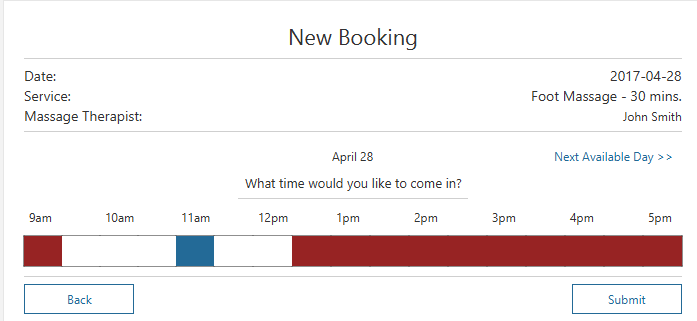 New Booking
Date: 2017-04-28
Service: Foot Massage - 30 mins.
Massage Therapist: John Smith
April 28 Next Available Day >>
What time would you like to come in?
9am 10am 11am 12pm 1pm 2pm 3pm 4pm 5pm
Back Submit